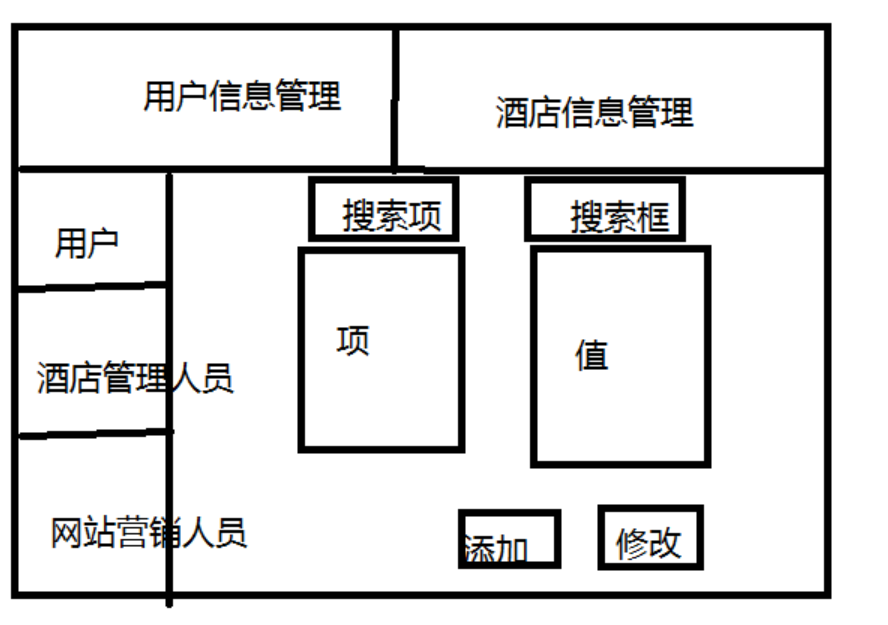 用户信息管理
酒店信息管理
用户
搜索项
搜索框
项
值
酒店管理人员
网站营销人员
添加
修改